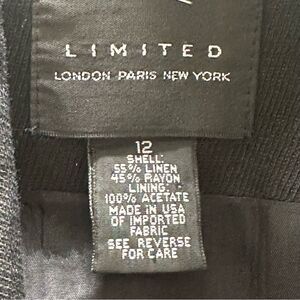 LIMITED
LONDON PARIS NEW YORK
12
SHELL:
55% LINEN
45% RAYON
LINING:
100% ACETATE
MADE IN USA
OF IMPORTED
FABRIC
SEE REVERSE
FOR CARE